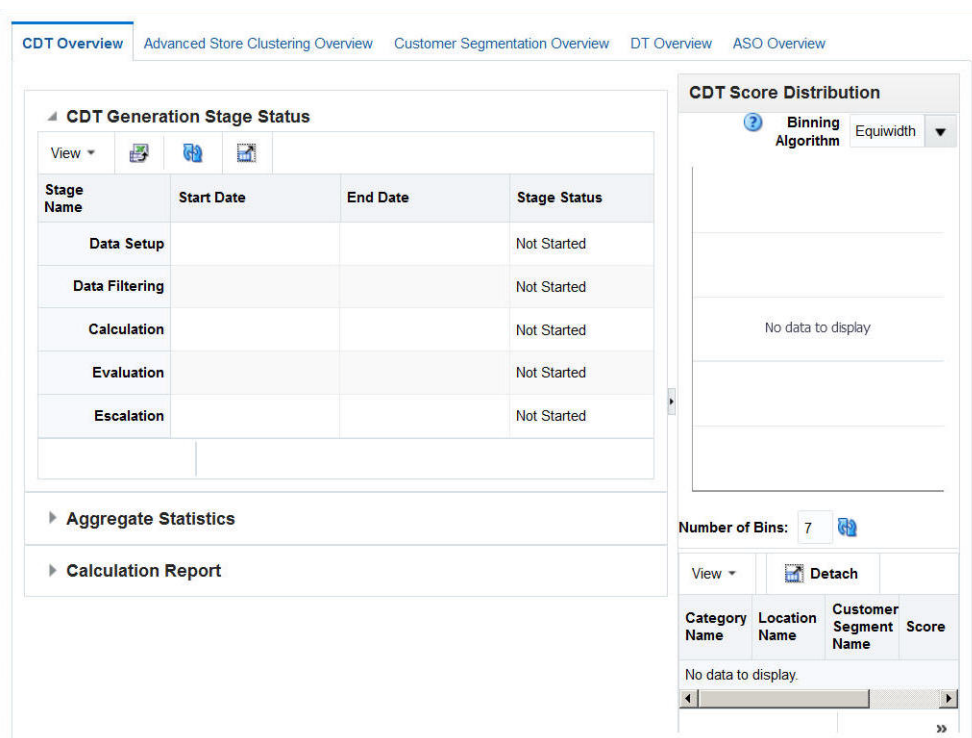 CDT Overview Advanced Store Clustering Overview Customer Segmentation Overview DT Overview ASO Overview
CDT Generation Stage Status
View
Stage Name Start Date End Date Stage Status
Data Setup Not Started
Data Filtering Not Started
Calculation Not Started
Evaluation Not Started
Escalation Not Started
Aggregate Statistics
Calculation Report
CDT Score Distribution
Binning
Algorithm Equiwidth
No data to display
Number of Bins: 7
View Detach
Category Name Location Name Customer Segment Name Score
No data to display.